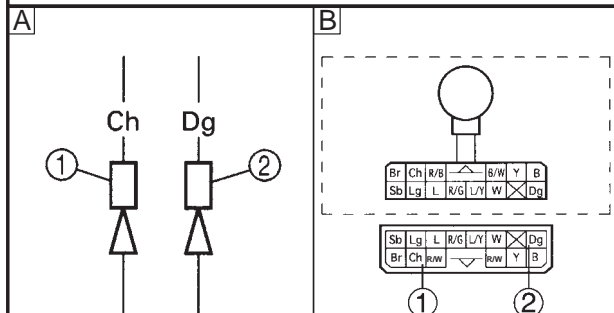 A
B
Ch Dg
1 2
Br Ch R/B B/W Y B
Sb Lg L R/G L/Y W Dg
Sb Lg L R/G L/Y W Dg
Br Ch R/W R/W Y B
1 2